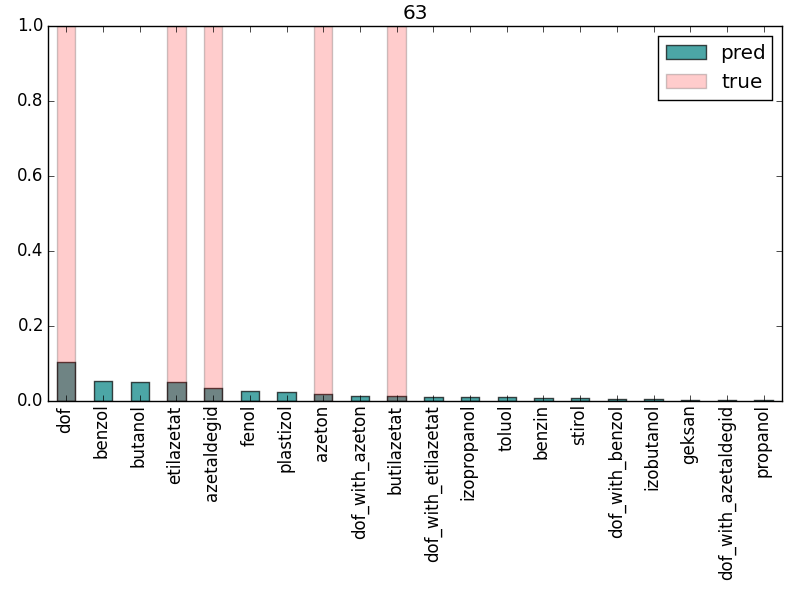 63
1.0
0.8
0.6
0.4
0.2
0.0
pred
true
dof
benzol
butanol
etilazetat
azetaldegid
fenol
plastizol
azeton
dof_with_azeton
butilazetat
dof_with_etilazetat
izopropanol
toluol
benzin
stirol
dof_with_benzol
izobutanol
geksan
dof_with_azetaldegid
propanol